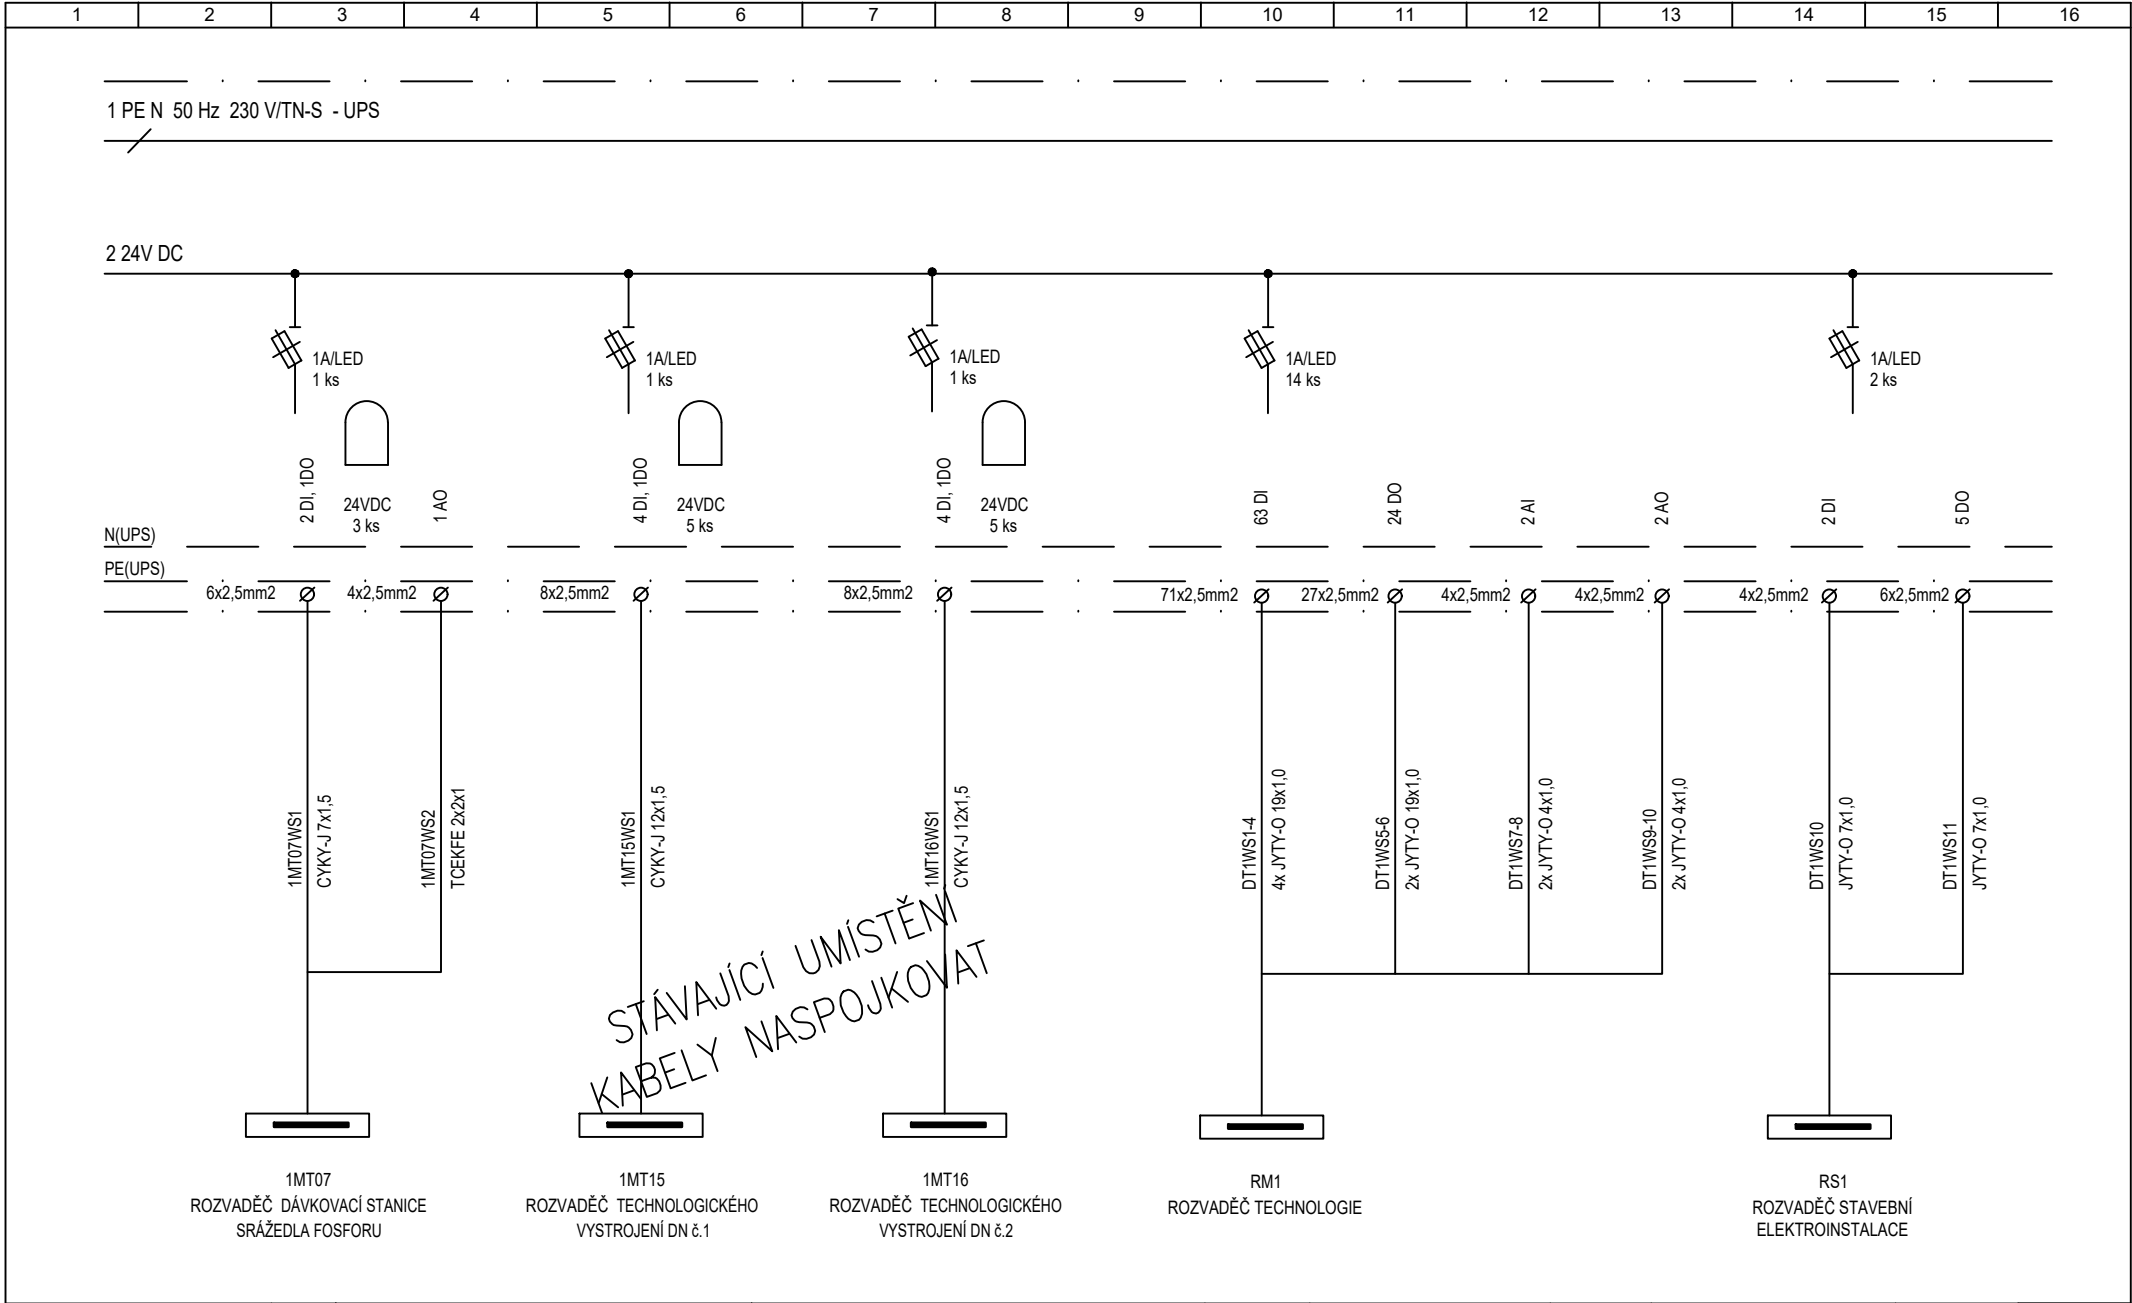 1 2 3 4 5 6 7 8 9 10 11 12 13 14 15 16
1 PE N 50 Hz 230 V/TN-S - UPS
2 24V DC
1A/LED
1 ks
1A/LED
1 ks
1A/LED
1 ks
1A/LED
14 ks
1A/LED
2 ks
2 DI, 1DO
24VDC
3 ks
1 AO
4 DI, 1DO
24VDC
5 ks
4 DI, 1DO
24VDC
5 ks
63 DI
24 DO
2 AI
2 AO
2 DI
5 DO
N(UPS)
PE(UPS)
6x2,5mm2
4x2,5mm2
8x2,5mm2
8x2,5mm2
71x2,5mm2
27x2,5mm2
4x2,5mm2
4x2,5mm2
4x2,5mm2
6x2,5mm2
1MT07WS1
CYKY-J 7x1,5
1MT07WS2
TCEKFE 2x2x1
1MT15WS1
CYKY-J 12x1,5
1MT16WS1
CYKY-J 12x1,5
DT1WS1-4
4x JYTY-O 19x1,0
DT1WS5-6
2x JYTY-O 19x1,0
DT1WS7-8
2x JYTY-O 4x1,0
DT1WS9-10
2x JYTY-O 4x1,0
DT1WS10
JYTY-O 7x1,0
DT1WS11
JYTY-O 7x1,0
STÁVAJÍCÍ UMÍSTĚNÍ
KABELY NASPOJKOVAT
1MT07
ROZVADĚČ DÁVKOVACÍ STANICE
SRÁŽEDLA FOSFORU
1MT15
ROZVADĚČ TECHNOLOGICKÉHO
VYSTROJENÍ DN č.1
1MT16
ROZVADĚČ TECHNOLOGICKÉHO
VYSTROJENÍ DN č.2
RM1
ROZVADĚČ TECHNOLOGIE
RS1
ROZVADĚČ STAVEBNÍ
ELEKTROINSTALACE